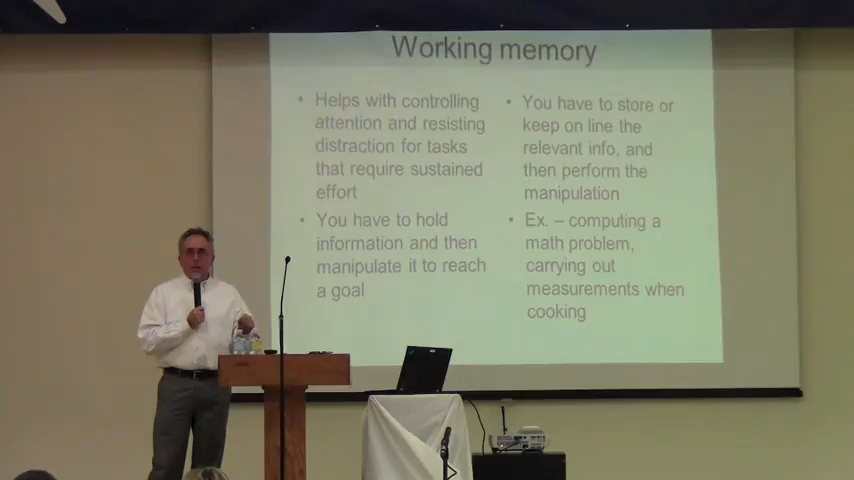 Working memory
• Helps with controlling
attention and resisting
distraction for tasks
that require sustained
effort
• You have to hold
information and then
manipulate it to reach
a goal
• You have to store or
keep on line the
relevant info, and
then perform the
manipulation
• Ex. – computing a
math problem,
carrying out
measurements when
cooking